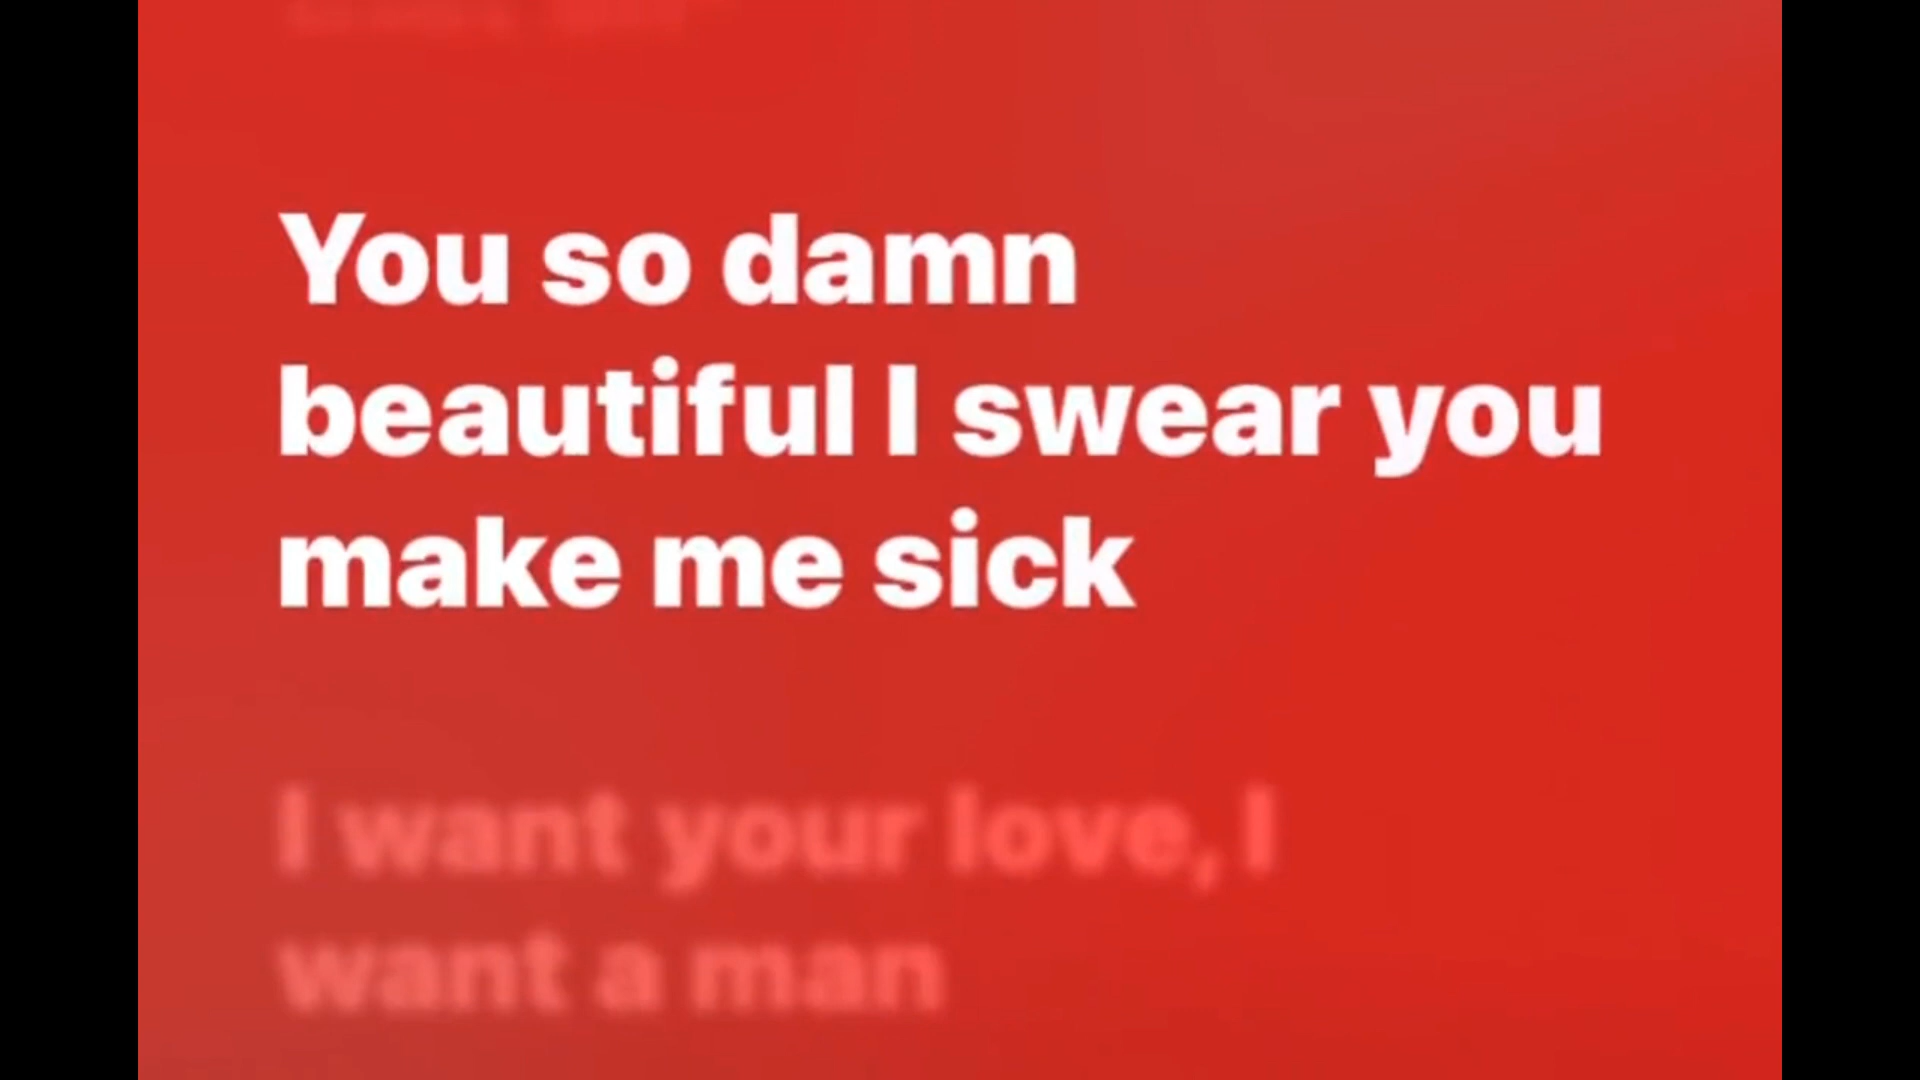 You so damn
beautiful I swear you
make me sick
I want your love, I
want a man